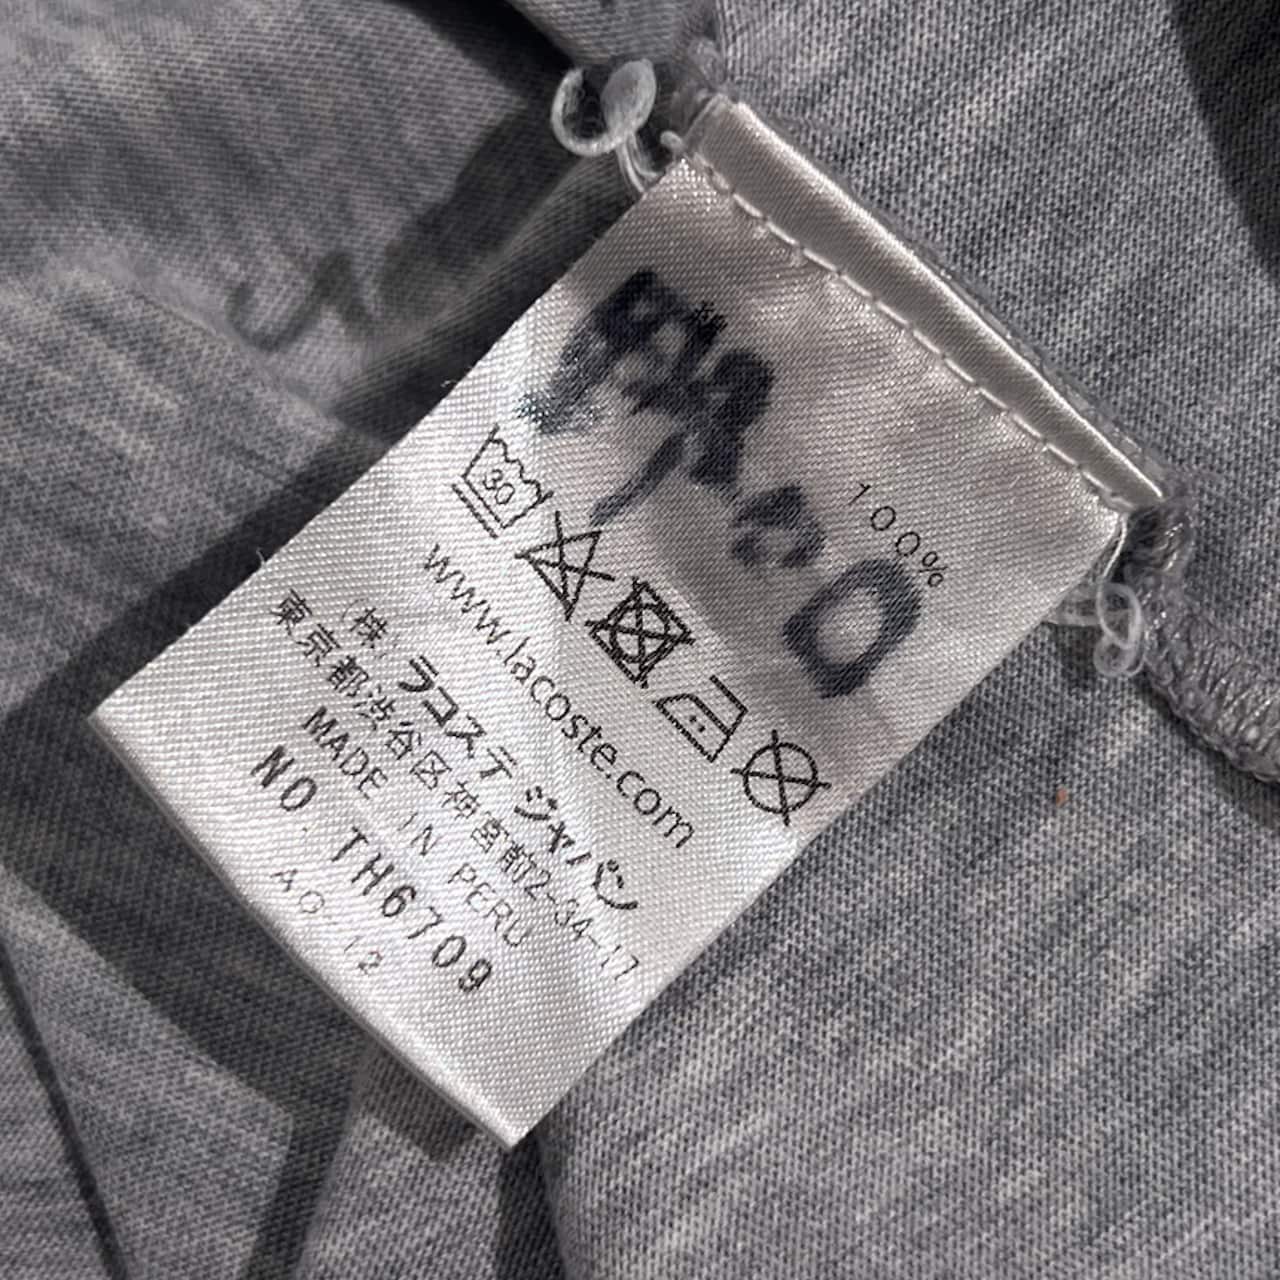 100%
30
www.lacoste.com
(株)ラコステ ジャパン
東京都渋谷区神宮前2-34-17
MADE IN PERU
NO. TH6709
AO-12